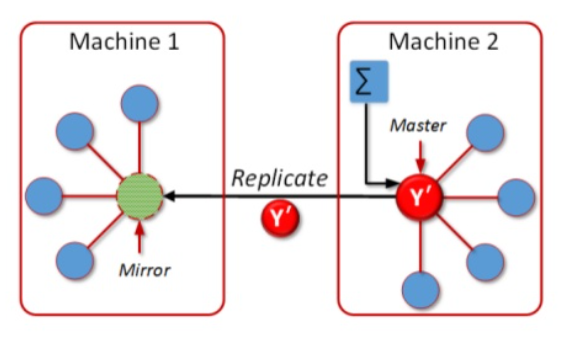 Machine 1
Machine 2
Σ
Master
Replicate
Y′
Y′
Mirror